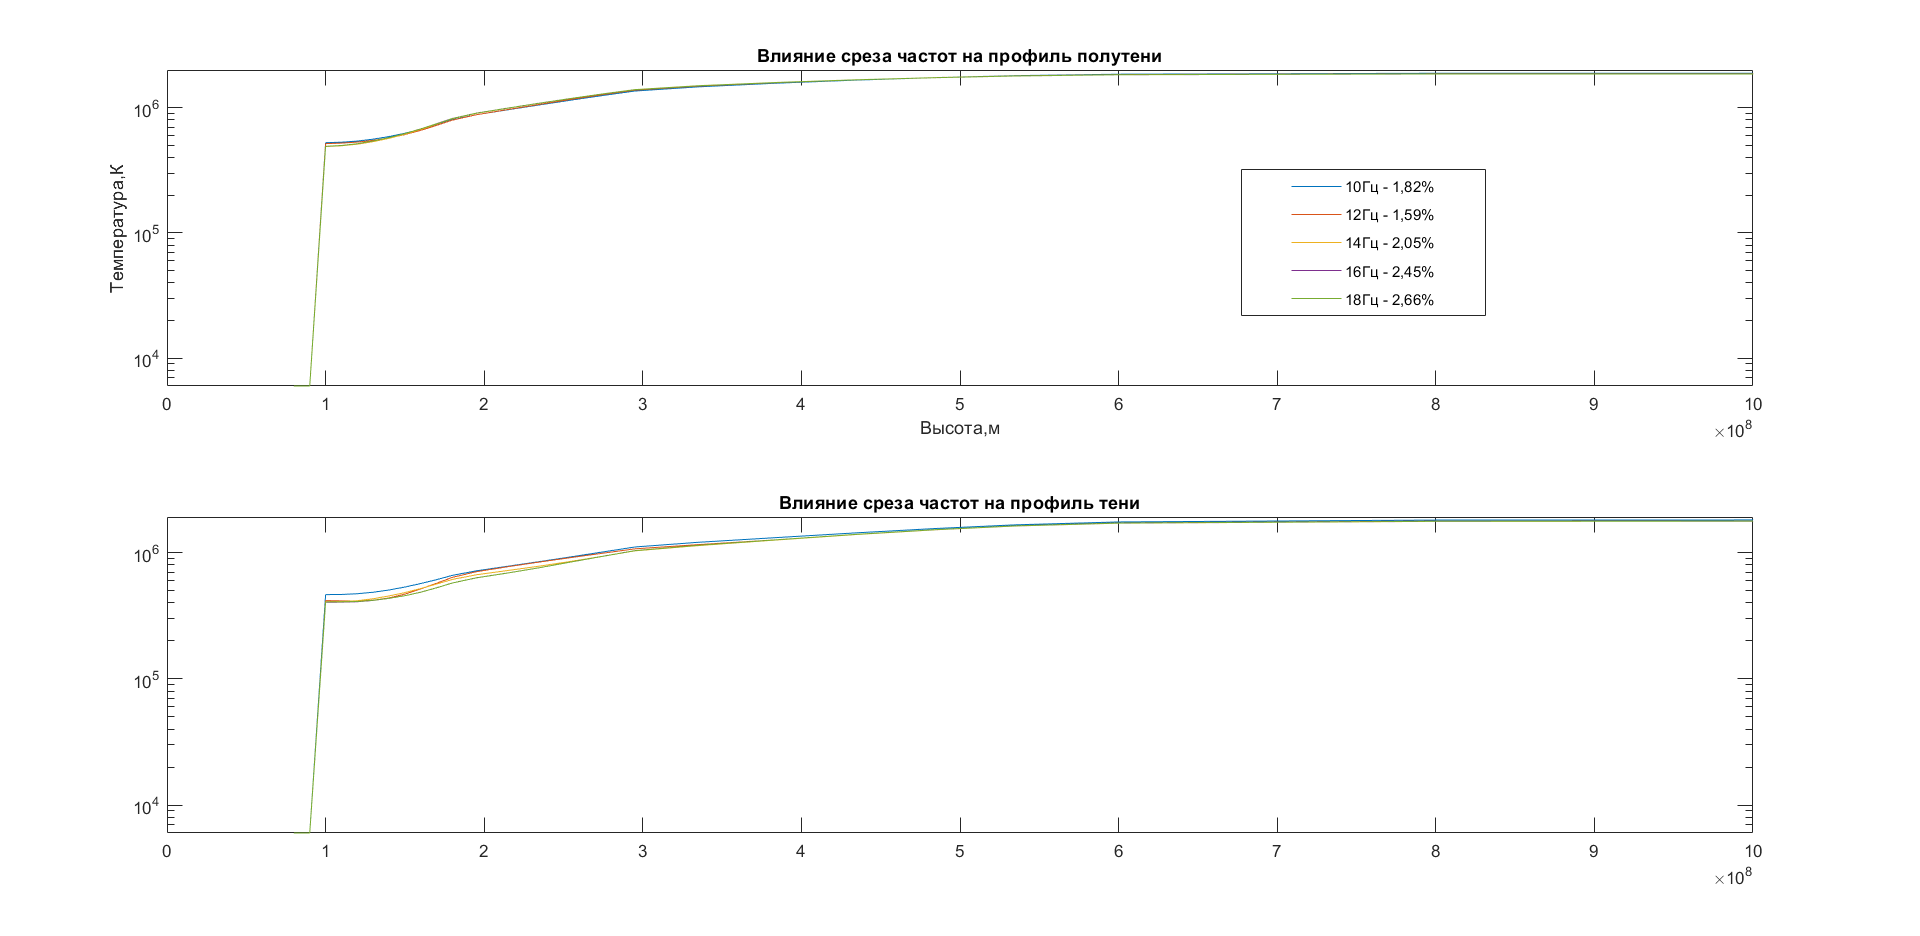 Влияние среза частот на профиль полутени
Температура,К
10^6
10^5
10^4
10Гц - 1,82%
12Гц - 1,59%
14Гц - 2,05%
16Гц - 2,45%
18Гц - 2,66%
0 1 2 3 4 5 6 7 8 9 10
Высота,м
×10^8
Влияние среза частот на профиль тени
10^6
10^5
10^4
0 1 2 3 4 5 6 7 8 9 10
×10^8